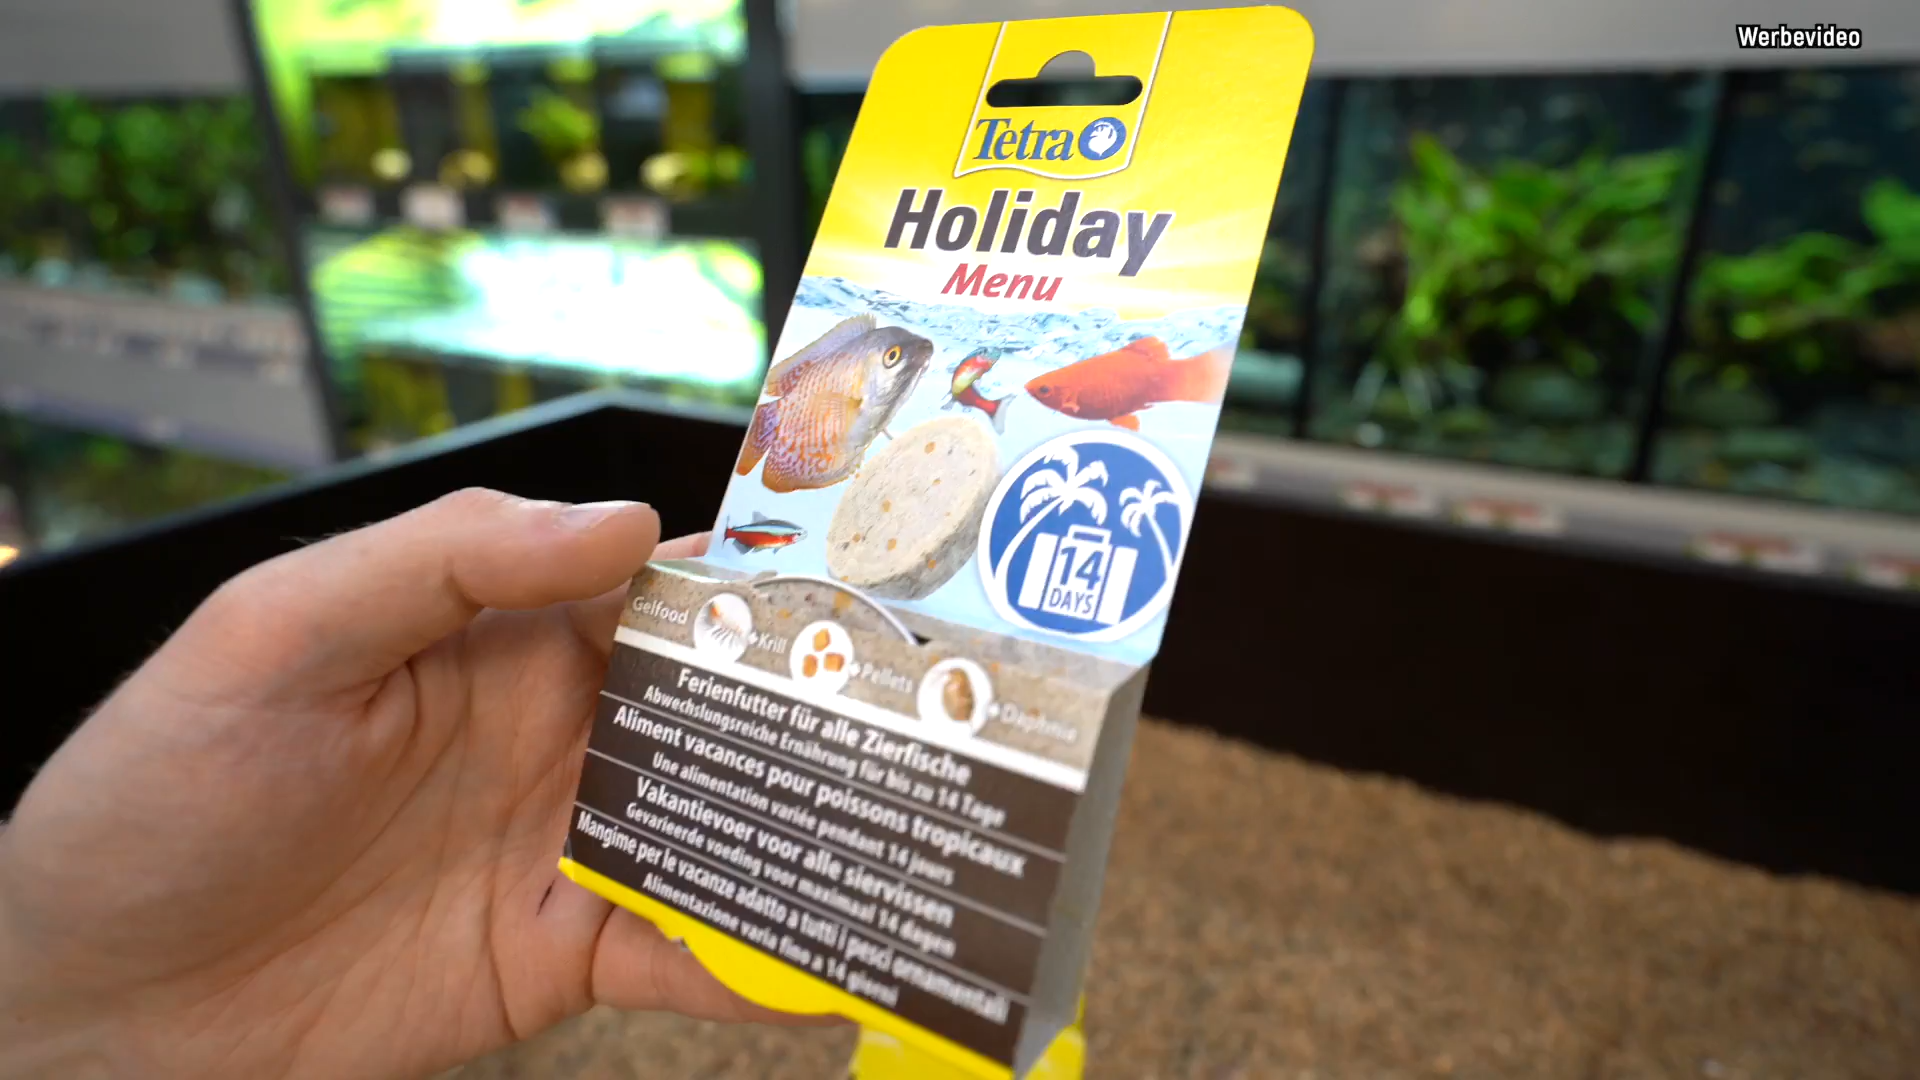 Werbevideo
Tetra
Holiday
Menu
14
DAYS
Gelfood
+Krill
+Pellets
+Daphnia
Ferienfutter für alle Zierfische
Abwechslungsreiche Ernährung für bis zu 14 Tage
Aliment vacances pour poissons tropicaux
Une alimentation variée pendant 14 jours
Vakantievoer voor alle siervissen
Gevarieerde voeding voor maximaal 14 dagen
Mangime per le vacanze adatto a tutti i pesci ornamentali
Alimentazione varia fino a 14 giorni